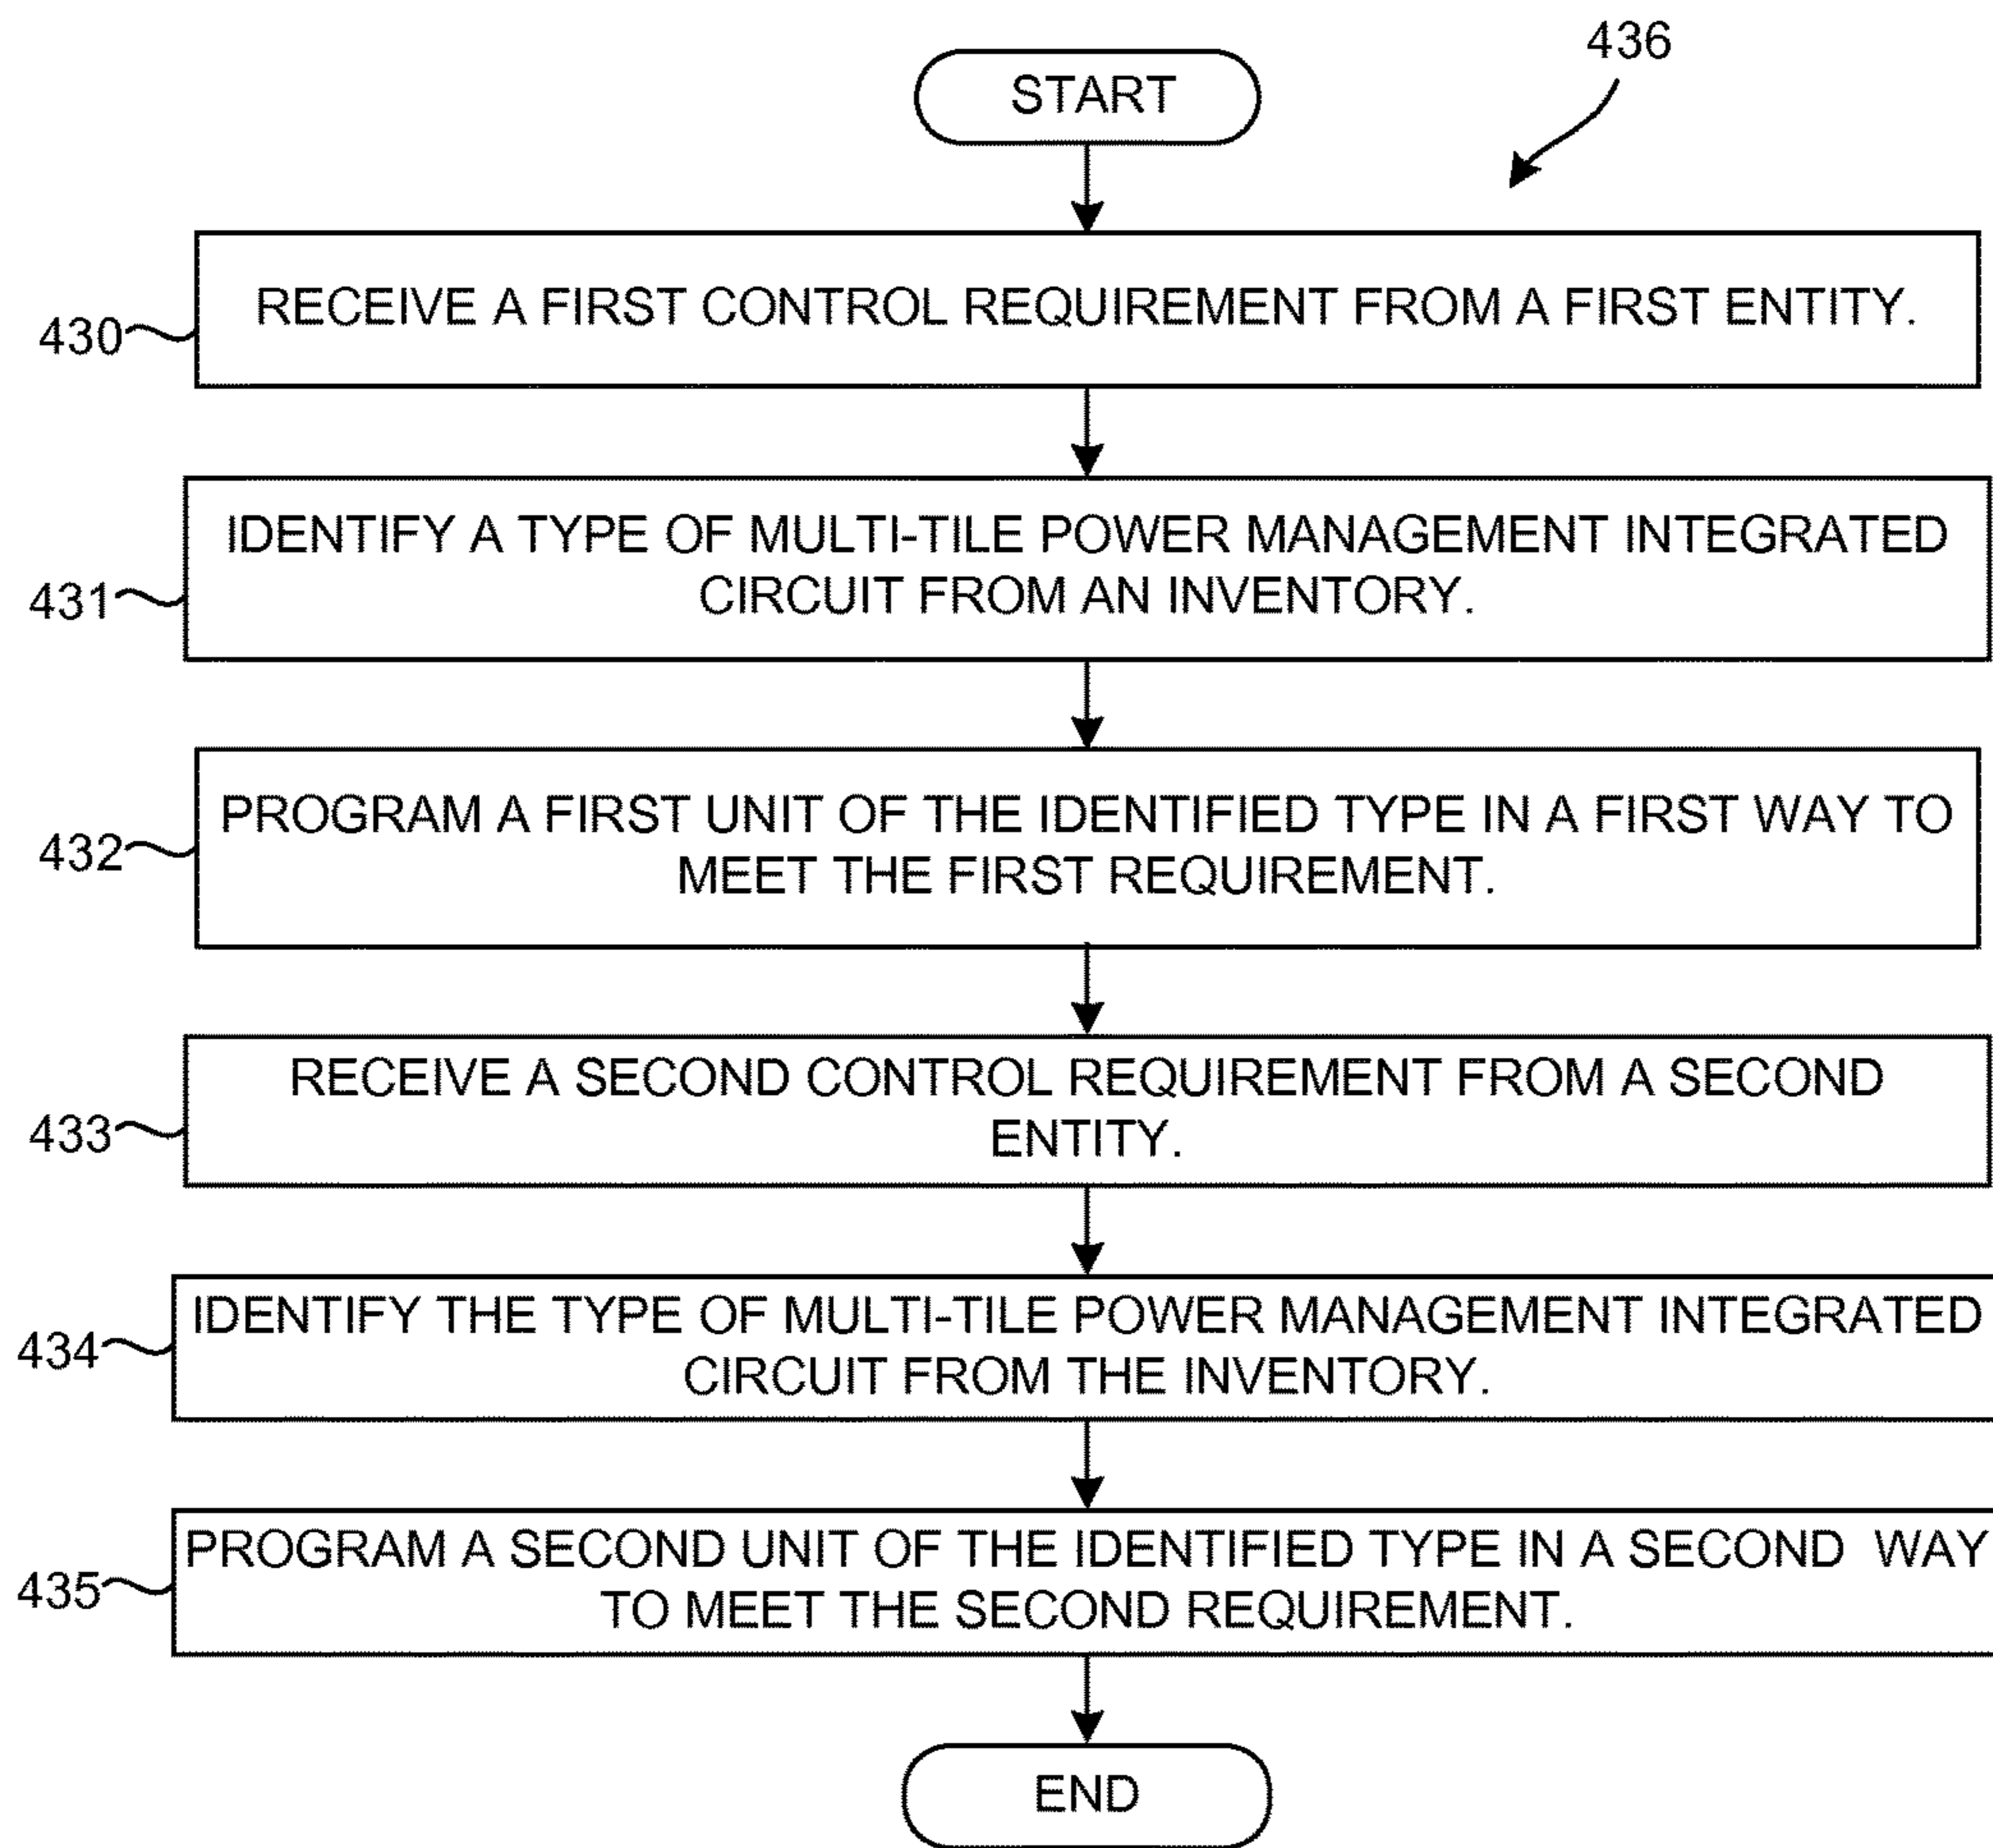 436
START
RECEIVE A FIRST CONTROL REQUIREMENT FROM A FIRST ENTITY.
430
IDENTIFY A TYPE OF MULTI-TILE POWER MANAGEMENT INTEGRATED
CIRCUIT FROM AN INVENTORY.
431
PROGRAM A FIRST UNIT OF THE IDENTIFIED TYPE IN A FIRST WAY TO
MEET THE FIRST REQUIREMENT.
432
RECEIVE A SECOND CONTROL REQUIREMENT FROM A SECOND
ENTITY.
433
IDENTIFY THE TYPE OF MULTI-TILE POWER MANAGEMENT INTEGRATED
CIRCUIT FROM THE INVENTORY.
434
PROGRAM A SECOND UNIT OF THE IDENTIFIED TYPE IN A SECOND WAY
TO MEET THE SECOND REQUIREMENT.
435
END